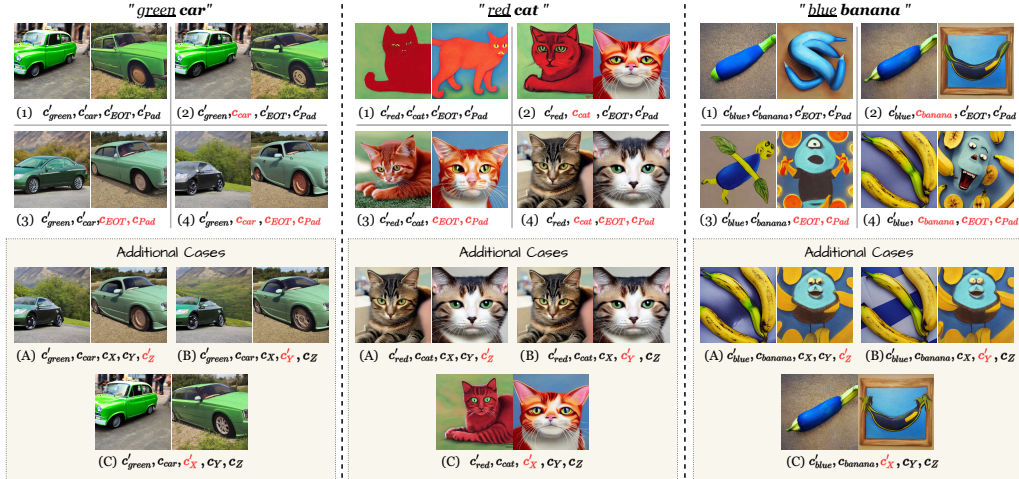 " green car"
(1) c'green, c'car, c'EOT, c'Pad
(2) c'green, ccar, c'EOT, c'Pad
(3) c'green, c'car, cEOT, cPad
(4) c'green, ccar, cEOT, cPad
Additional Cases
(A) c'green, ccar, cX, cY, c'Z
(B) c'green, ccar, cX, c'Y, cZ
(C) c'green, ccar, c'X, cY, cZ
" red cat "
(1) c'red, c'cat, c'EOT, c'Pad
(2) c'red, ccat, c'EOT, c'Pad
(3) c'red, c'cat, cEOT, cPad
(4) c'red, ccat, cEOT, cPad
Additional Cases
(A) c'red, ccat, cX, cY, c'Z
(B) c'red, ccat, cX, c'Y, cZ
(C) c'red, ccat, c'X, cY, cZ
" blue banana"
(1) c'blue, c'banana, c'EOT, c'Pad
(2) c'blue, cbanana, c'EOT, c'Pad
(3) c'blue, c'banana, cEOT, cPad
(4) c'blue, cbanana, cEOT, cPad
Additional Cases
(A) c'blue, cbanana, cX, cY, c'Z
(B) c'blue, cbanana, cX, c'Y, cZ
(C) c'blue, cbanana, c'X, cY, cZ